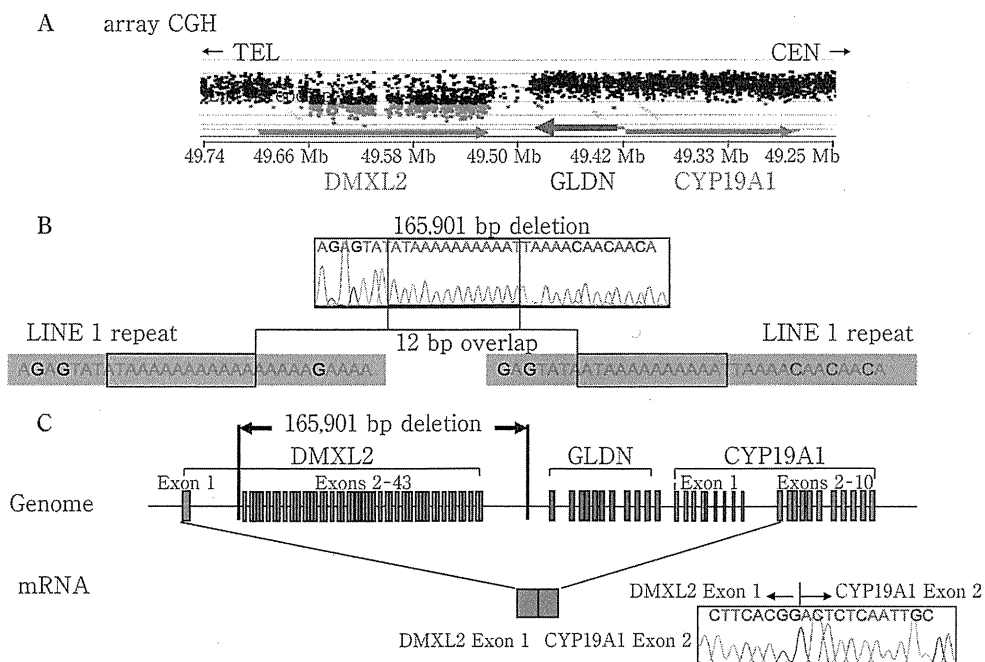 A array CGH
← TEL CEN →
49.74 49.66 Mb 49.58 Mb 49.50 Mb 49.42 Mb 49.33 Mb 49.25 Mb
DMXL2 GLDN CYP19A1
B
165,901 bp deletion
AGAGTATATAAAAAAAAAATTAAAACAACAACA
LINE 1 repeat LINE 1 repeat
12 bp overlap
AGAGTATATAAAAAAAAAAAAAAAGAAAA GAGTATAATAAAAAAAAAATTAAAACAACAACA
C
165,901 bp deletion
DMXL2 GLDN CYP19A1
Exon 1 Exons 2-43 Exon 1 Exons 2-10
Genome
mRNA
DMXL2 Exon 1 ← → CYP19A1 Exon 2
CTTCACGGACTCTCAATTGC
DMXL2 Exon 1 CYP19A1 Exon 2